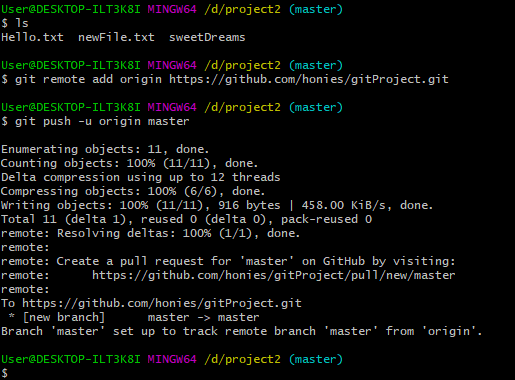 User@DESKTOP-ILT3K8I MINGW64 /d/project2 (master)
$ ls
Hello.txt  newFile.txt  sweetDreams
User@DESKTOP-ILT3K8I MINGW64 /d/project2 (master)
$ git remote add origin https://github.com/honies/gitProject.git
User@DESKTOP-ILT3K8I MINGW64 /d/project2 (master)
$ git push -u origin master
Enumerating objects: 11, done.
Counting objects: 100% (11/11), done.
Delta compression using up to 12 threads
Compressing objects: 100% (6/6), done.
Writing objects: 100% (11/11), 916 bytes | 458.00 KiB/s, done.
Total 11 (delta 1), reused 0 (delta 0), pack-reused 0
remote: Resolving deltas: 100% (1/1), done.
remote:
remote: Create a pull request for 'master' on GitHub by visiting:
remote:      https://github.com/honies/gitProject/pull/new/master
remote:
To https://github.com/honies/gitProject.git
 * [new branch]      master -> master
Branch 'master' set up to track remote branch 'master' from 'origin'.
User@DESKTOP-ILT3K8I MINGW64 /d/project2 (master)
$